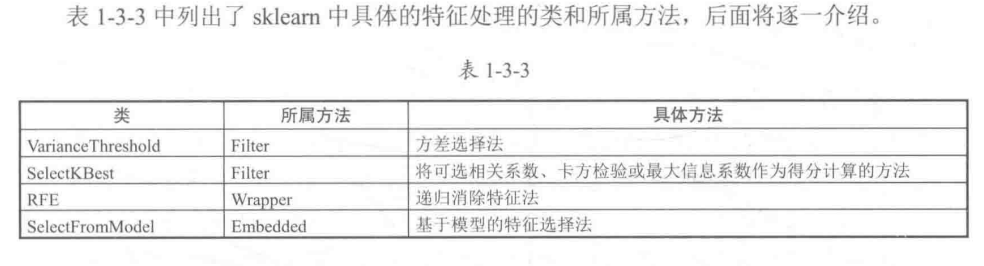 表 1-3-3 中列出了 sklearn 中具体的特征处理的类和所属方法，后面将逐一介绍。
表 1-3-3
类 所属方法 具体方法
VarianceThreshold Filter 方差选择法
SelectKBest Filter 将可选相关系数、卡方检验或最大信息系数作为得分计算的方法
RFE Wrapper 递归消除特征法
SelectFromModel Embedded 基于模型的特征选择法